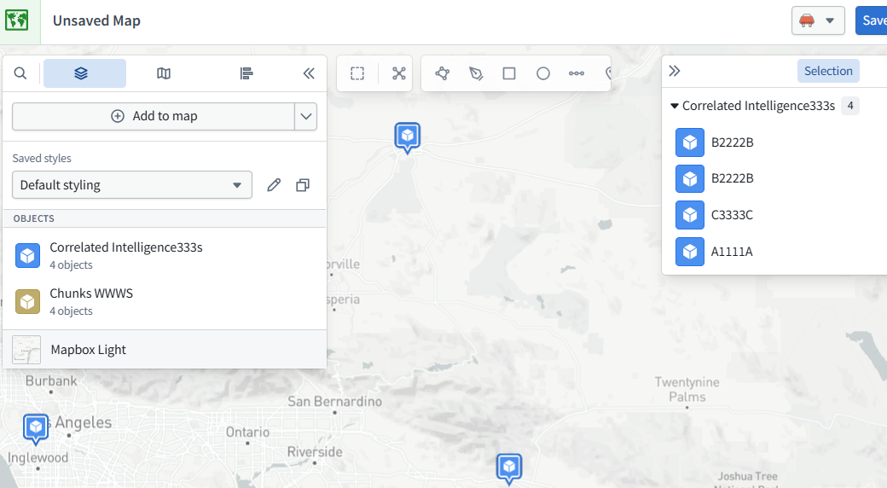 Unsaved Map
Save
Selection
Add to map
Correlated Intelligence333s 4
B2222B
B2222B
C3333C
A1111A
Saved styles
Default styling
OBJECTS
Correlated Intelligence333s
4 objects
Chunks WWWS
4 objects
Mapbox Light
orville
speria
Burbank
s Angeles
Inglewood
San Bernardino
Ontario
Riverside
Twentynine
Palms
Joshua Tree